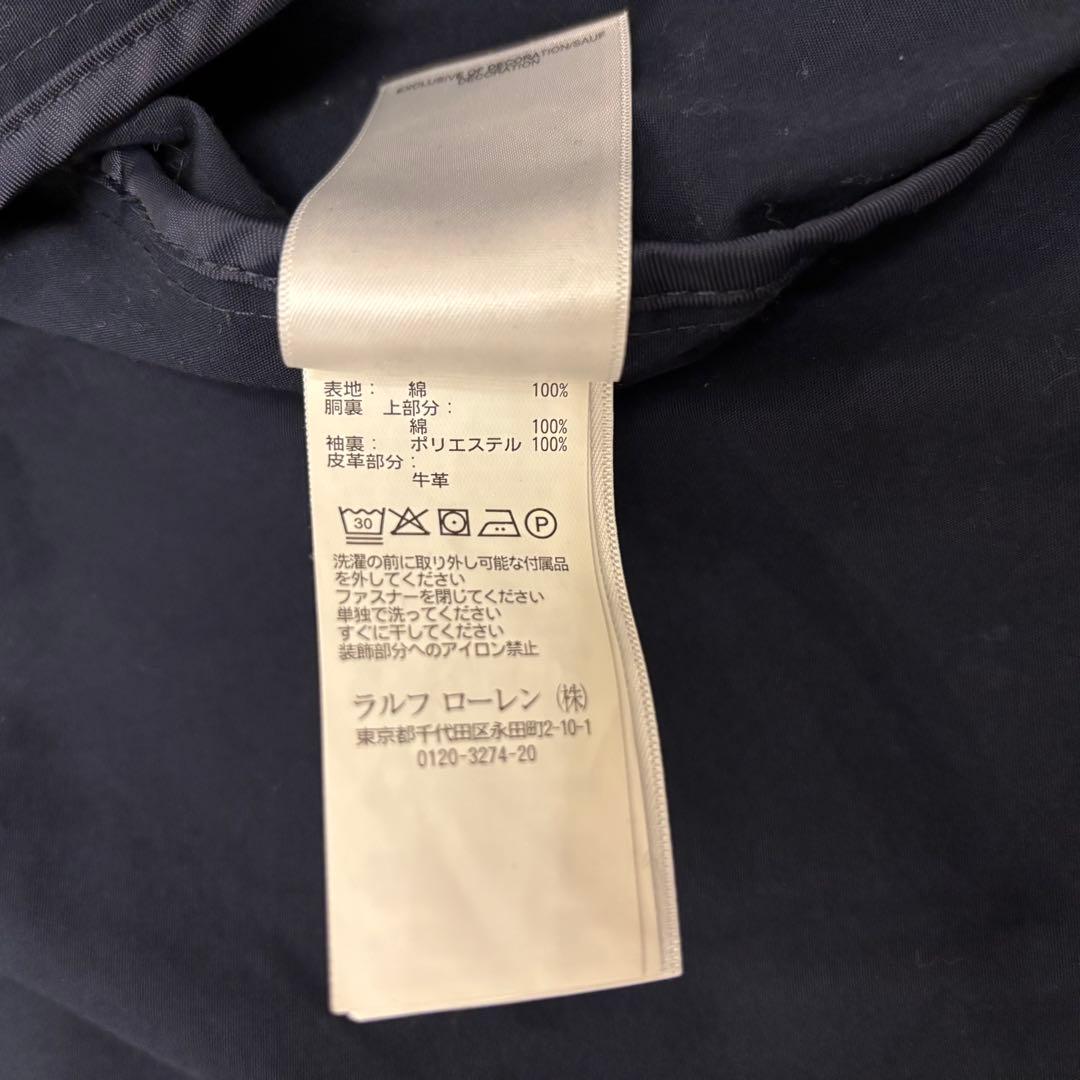 EXCLUSIVE OF DECORATION/SAUF
DECORATION
表地: 綿 100%
胴裏 上部分:
綿 100%
袖裏: ポリエステル 100%
皮革部分:
牛革
30 P
洗濯の前に取り外し可能な付属品
を外してください
ファスナーを閉じてください
単独で洗ってください
すぐに干してください
装飾部分へのアイロン禁止
ラルフ ローレン ㈱
東京都千代田区永田町2-10-1
0120-3274-20